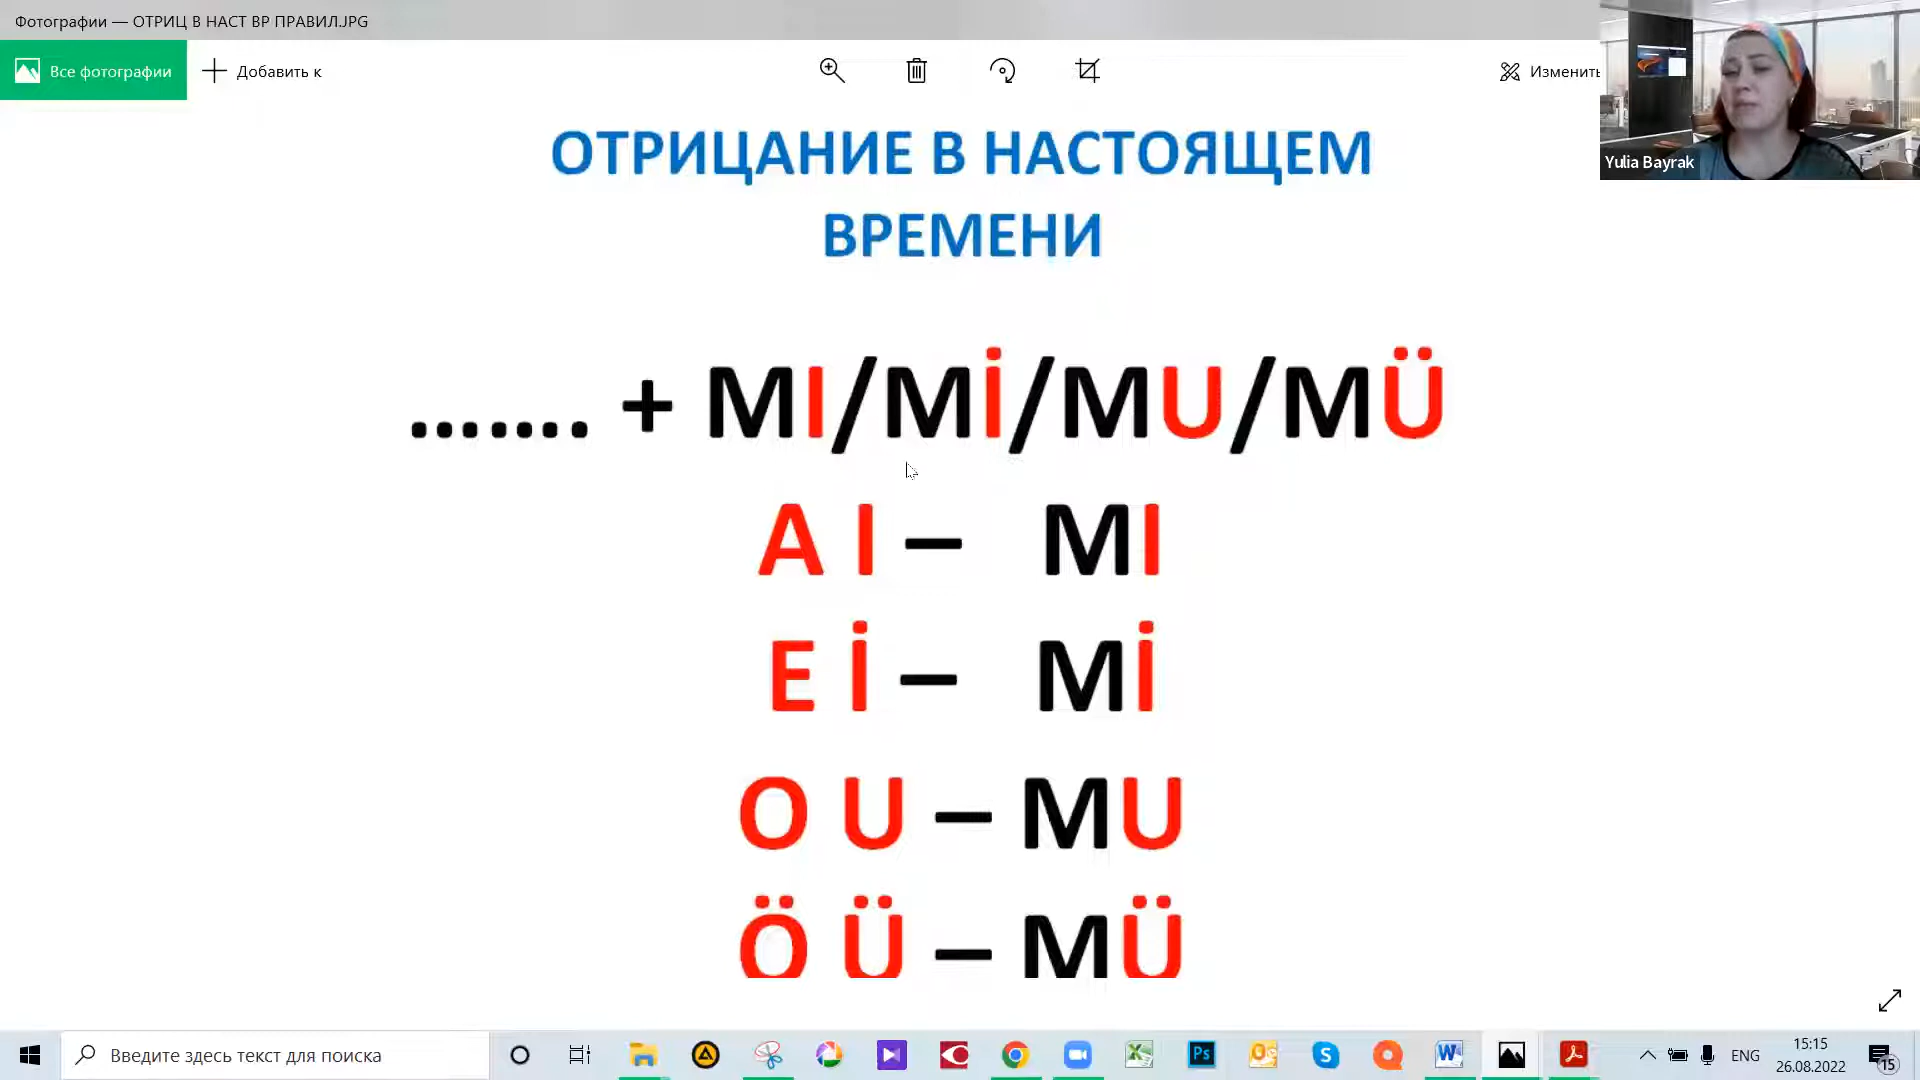 Фотографии — ОТРИЦ В НАСТ ВР ПРАВИЛ.JPG
Все фотографии
Добавить к
Изменить
Yulia Bayrak
ОТРИЦАНИЕ В НАСТОЯЩЕМ
ВРЕМЕНИ
....... + MI/Mİ/MU/MÜ
A I – MI
E İ – Mİ
O U – MU
Ö Ü – MÜ
Введите здесь текст для поиска
Ps
ENG
15:15
26.08.2022
15